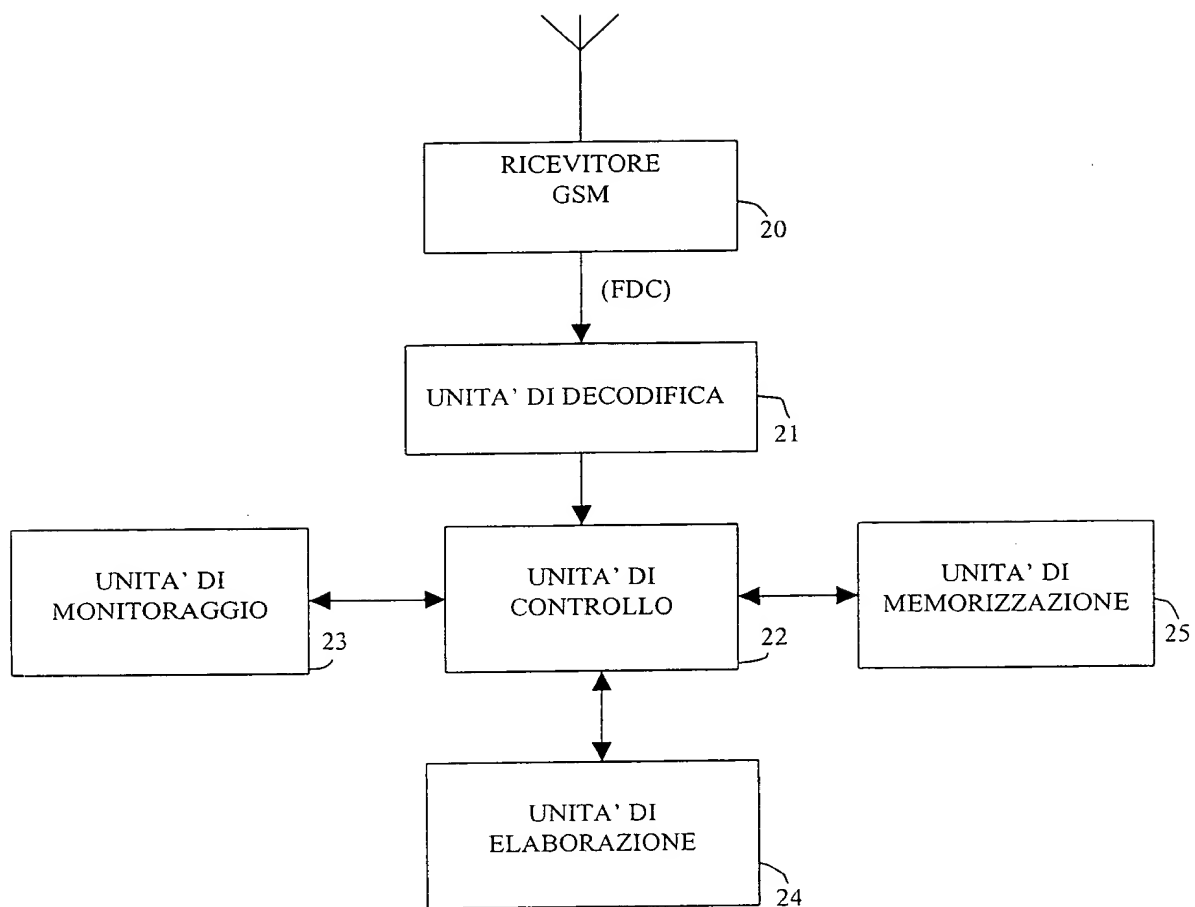 RICEVITORE
GSM
20
(FDC)
UNITA' DI DECODIFICA
21
UNITA' DI
MONITORAGGIO
23
UNITA' DI
CONTROLLO
22
UNITA' DI
MEMORIZZAZIONE
25
UNITA' DI
ELABORAZIONE
24